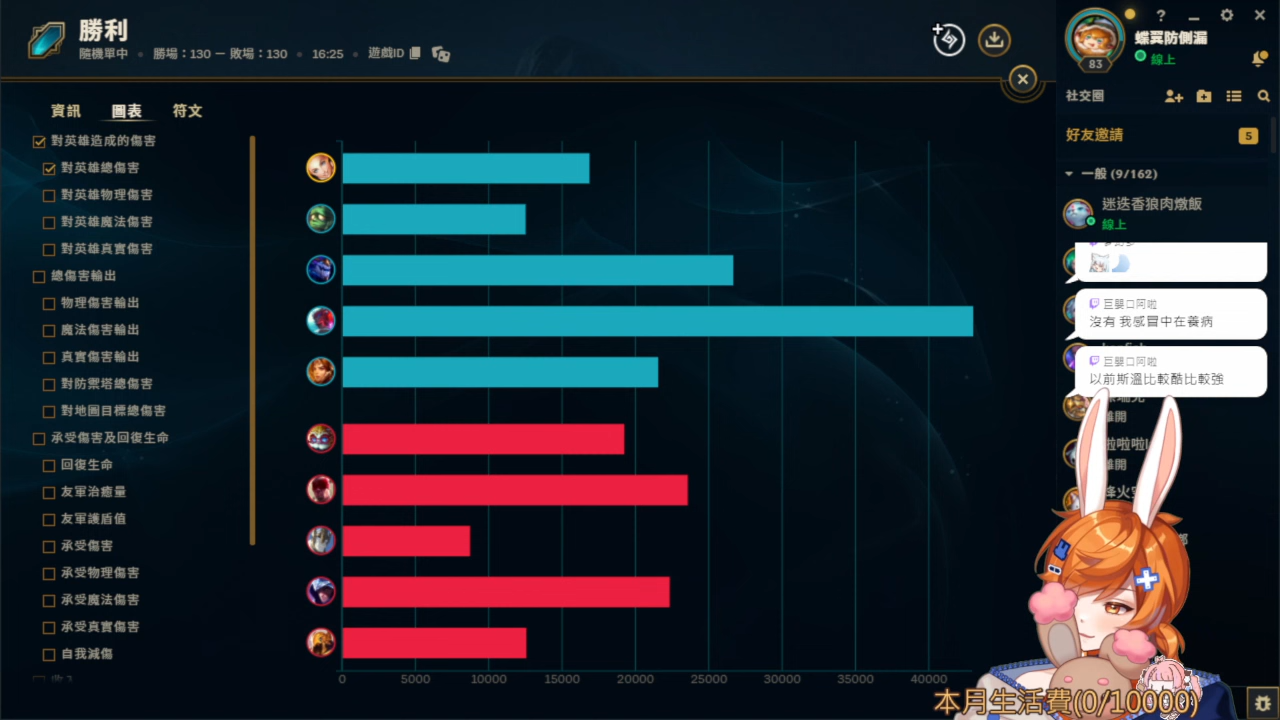 勝利
隨機單中 勝場：130 － 敗場：130 16:25 遊戲ID
83
蝶翼防側漏
線上
資訊 圖表 符文
社交圈
好友邀請 5
一般 (9/162)
迷迭香狼肉燉飯
線上
對英雄造成的傷害
對英雄總傷害
對英雄物理傷害
對英雄魔法傷害
對英雄真實傷害
總傷害輸出
物理傷害輸出
魔法傷害輸出
真實傷害輸出
對防禦塔總傷害
對地圖目標總傷害
承受傷害及回復生命
回復生命
友軍治癒量
友軍護盾值
承受傷害
承受物理傷害
承受魔法傷害
承受真實傷害
自我減傷
0 5000 10000 15000 20000 25000 30000 35000 40000
巨嬰口阿啦
沒有 我感冒中在養病
巨嬰口阿啦
以前斯溫比較酷比較強
離開
啦啦啦
離開
烽火
本月生活費(0/10000)